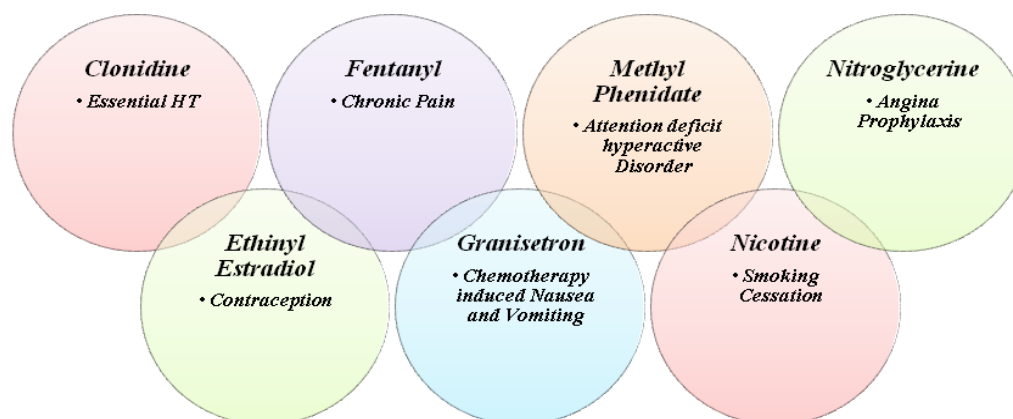 Clonidine
• Essential HT
Fentanyl
• Chronic Pain
Methyl
Phenidate
• Attention deficit
hyperactive
Disorder
Nitroglycerine
• Angina
Prophylaxis
Ethinyl
Estradiol
• Contraception
Granisetron
• Chemotherapy
induced Nausea
and Vomiting
Nicotine
• Smoking
Cessation